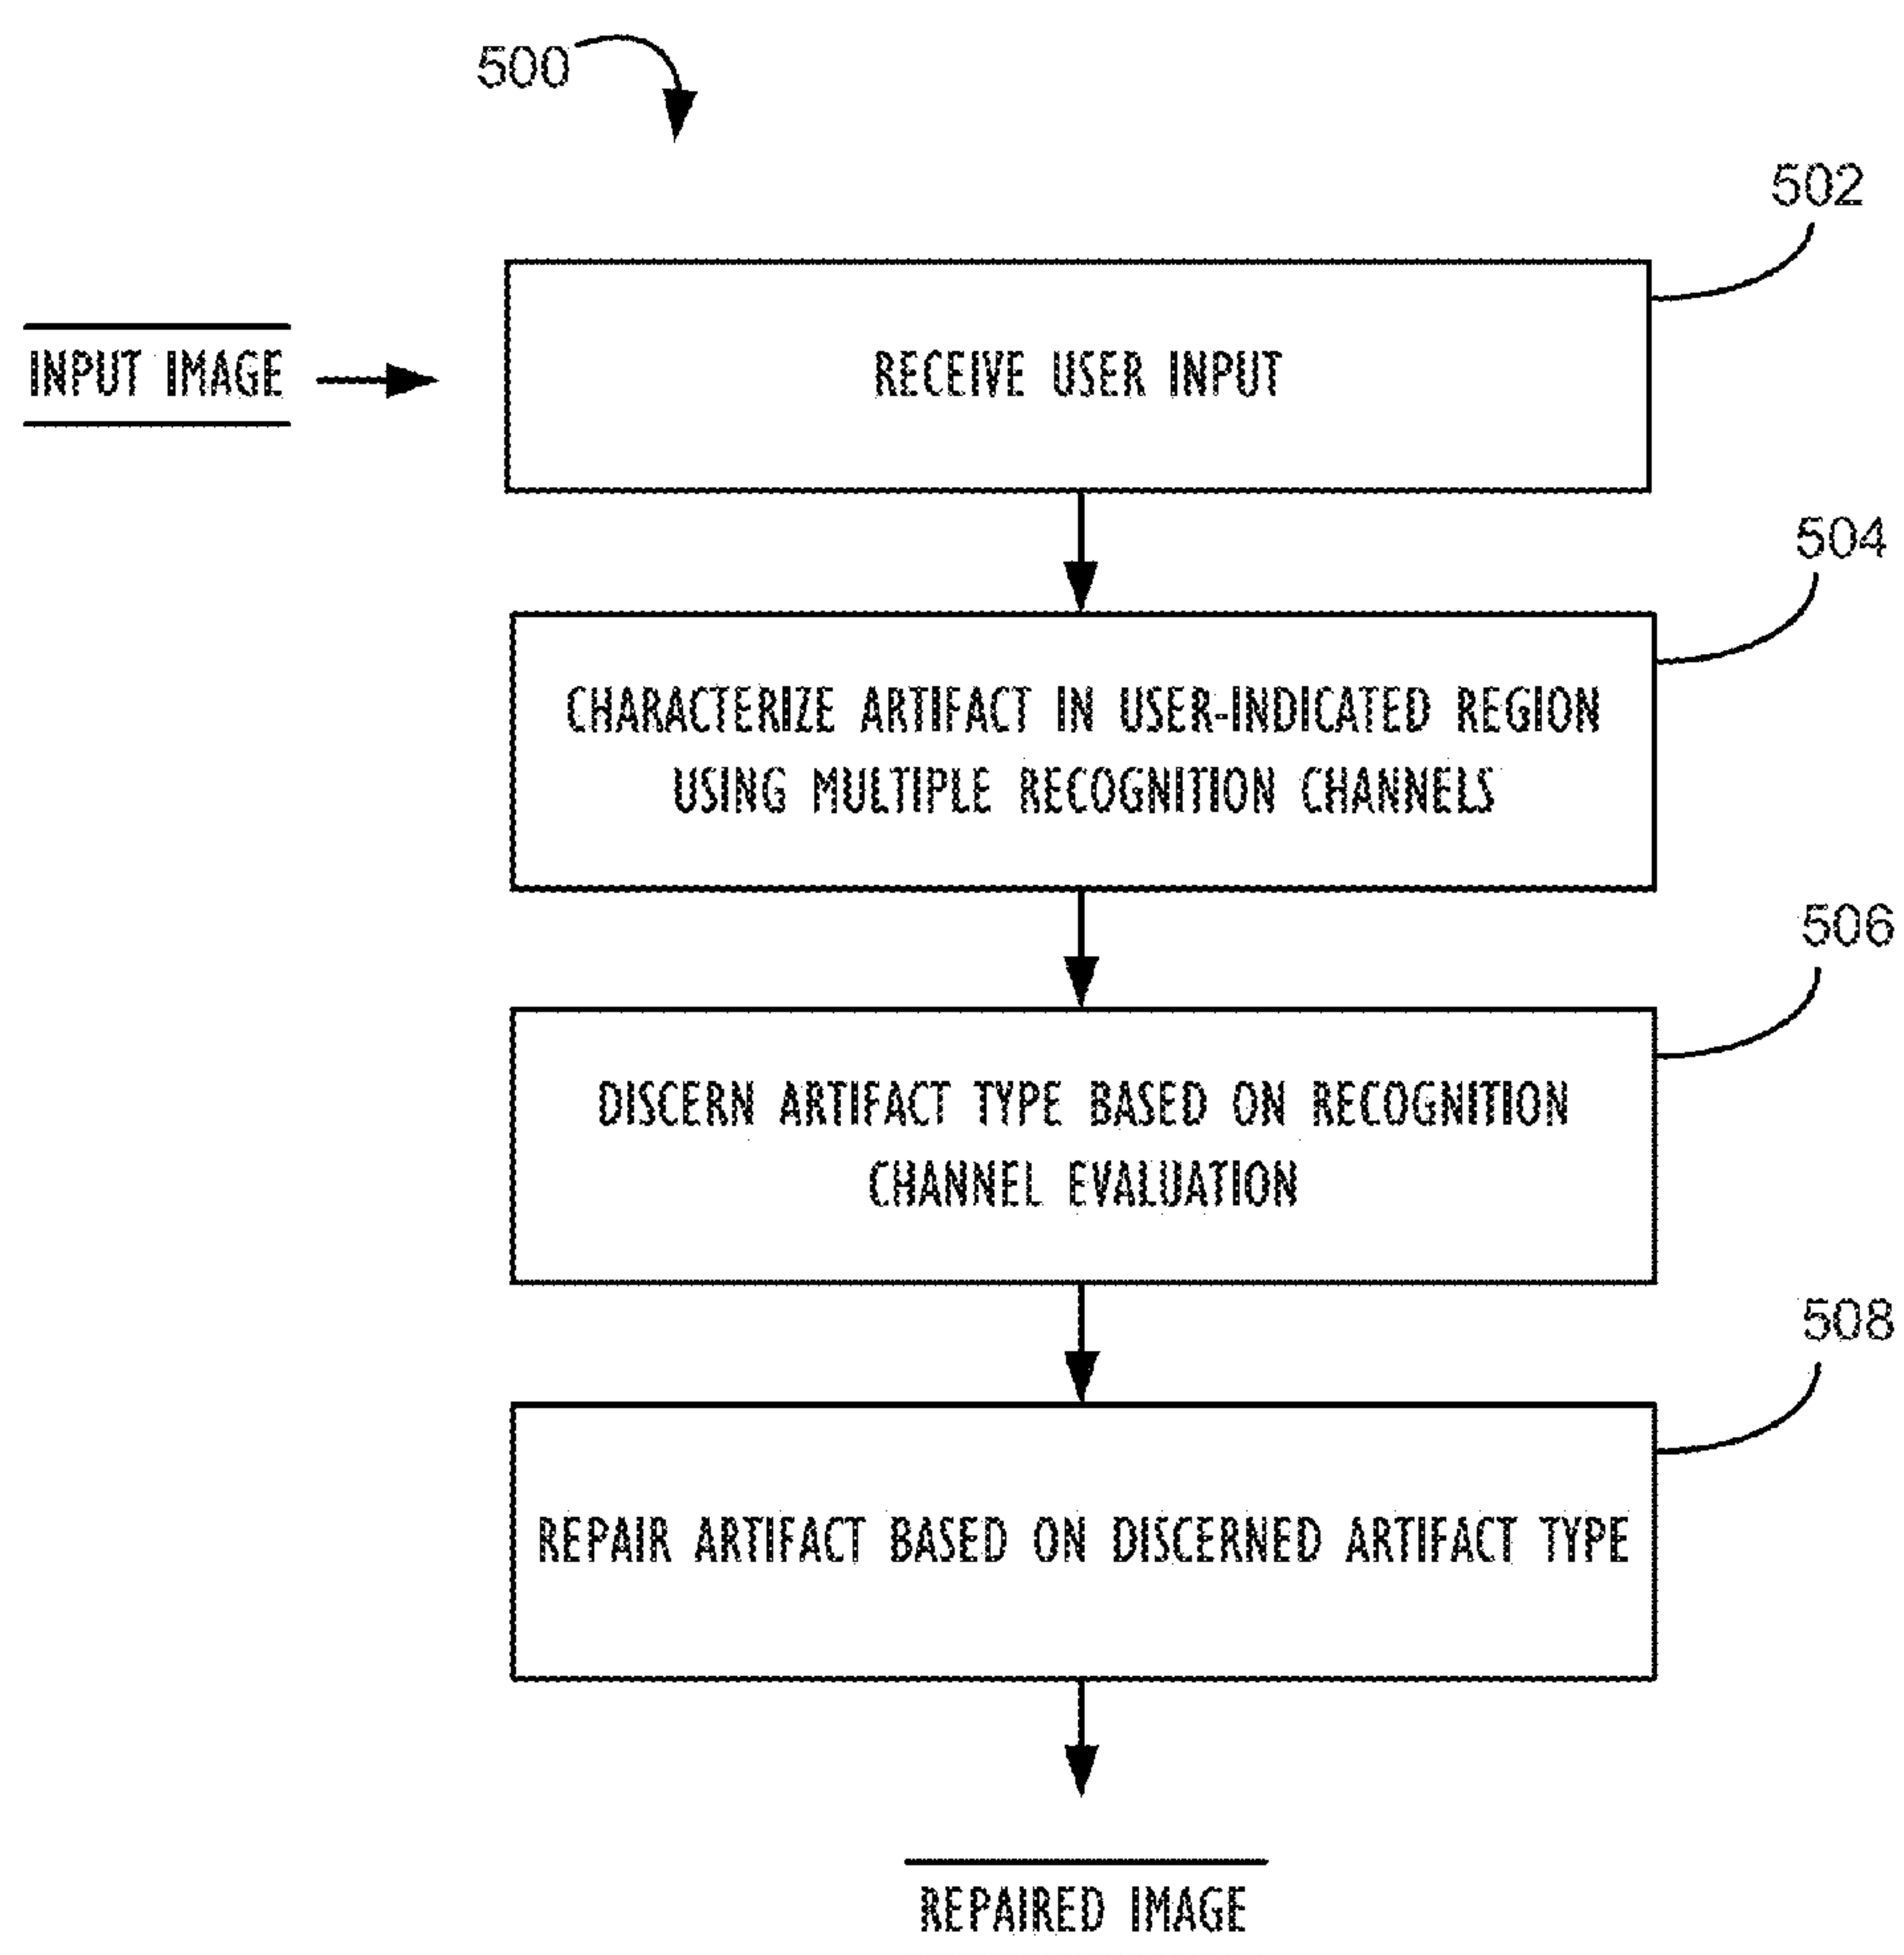 500
502
INPUT IMAGE
RECEIVE USER INPUT
504
CHARACTERIZE ARTIFACT IN USER-INDICATED REGION
USING MULTIPLE RECOGNITION CHANNELS
506
DISCERN ARTIFACT TYPE BASED ON RECOGNITION
CHANNEL EVALUATION
508
REPAIR ARTIFACT BASED ON DISCERNED ARTIFACT TYPE
REPAIRED IMAGE